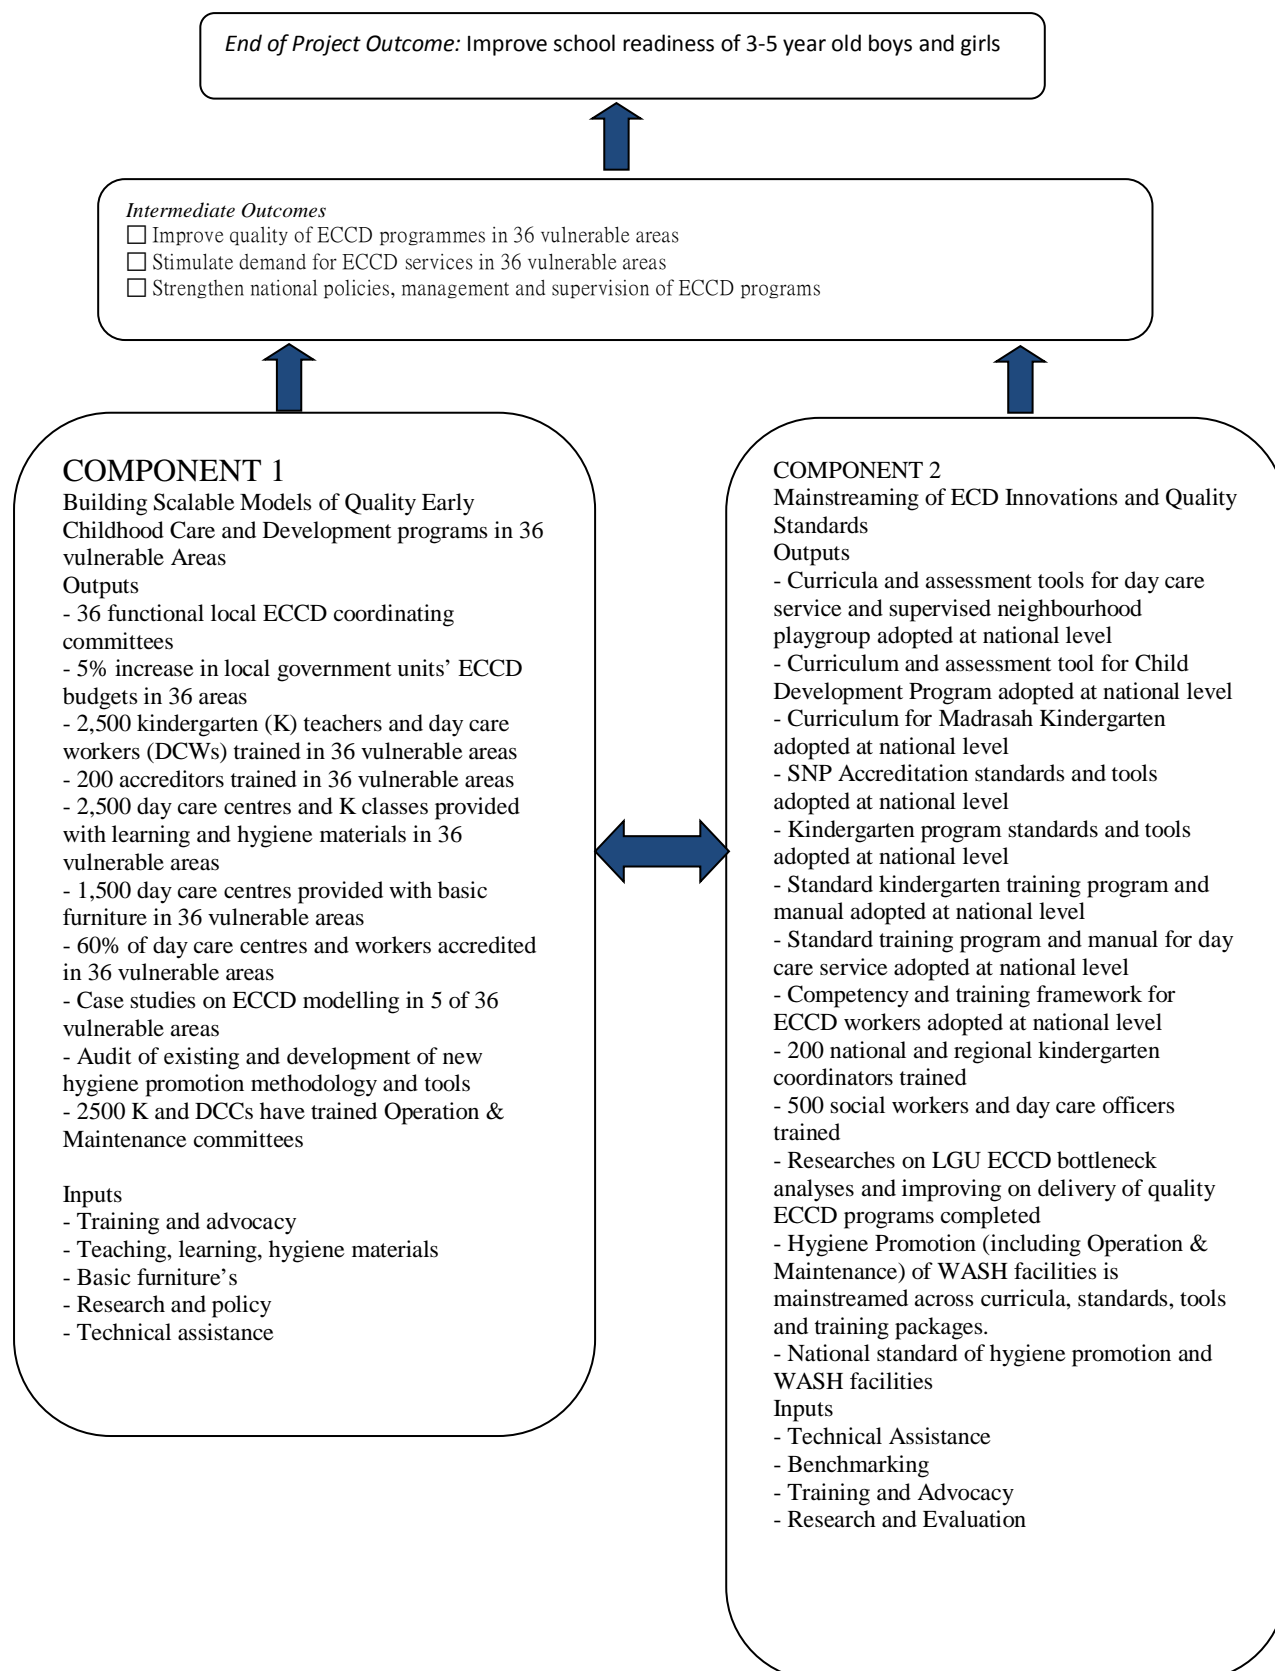 End of Project Outcome: Improve school readiness of 3-5 year old boys and girls
Intermediate Outcomes
☐ Improve quality of ECCD programmes in 36 vulnerable areas
☐ Stimulate demand for ECCD services in 36 vulnerable areas
☐ Strengthen national policies, management and supervision of ECCD programs
COMPONENT 1
Building Scalable Models of Quality Early
Childhood Care and Development programs in 36
vulnerable Areas
Outputs
- 36 functional local ECCD coordinating
committees
- 5% increase in local government units’ ECCD
budgets in 36 areas
- 2,500 kindergarten (K) teachers and day care
workers (DCWs) trained in 36 vulnerable areas
- 200 accreditors trained in 36 vulnerable areas
- 2,500 day care centres and K classes provided
with learning and hygiene materials in 36
vulnerable areas
- 1,500 day care centres provided with basic
furniture in 36 vulnerable areas
- 60% of day care centres and workers accredited
in 36 vulnerable areas
- Case studies on ECCD modelling in 5 of 36
vulnerable areas
- Audit of existing and development of new
hygiene promotion methodology and tools
- 2500 K and DCCs have trained Operation &
Maintenance committees
Inputs
- Training and advocacy
- Teaching, learning, hygiene materials
- Basic furniture’s
- Research and policy
- Technical assistance
COMPONENT 2
Mainstreaming of ECD Innovations and Quality
Standards
Outputs
- Curricula and assessment tools for day care
service and supervised neighbourhood
playgroup adopted at national level
- Curriculum and assessment tool for Child
Development Program adopted at national level
- Curriculum for Madrasah Kindergarten
adopted at national level
- SNP Accreditation standards and tools
adopted at national level
- Kindergarten program standards and tools
adopted at national level
- Standard kindergarten training program and
manual adopted at national level
- Standard training program and manual for day
care service adopted at national level
- Competency and training framework for
ECCD workers adopted at national level
- 200 national and regional kindergarten
coordinators trained
- 500 social workers and day care officers
trained
- Researches on LGU ECCD bottleneck
analyses and improving on delivery of quality
ECCD programs completed
- Hygiene Promotion (including Operation &
Maintenance) of WASH facilities is
mainstreamed across curricula, standards, tools
and training packages.
- National standard of hygiene promotion and
WASH facilities
Inputs
- Technical Assistance
- Benchmarking
- Training and Advocacy
- Research and Evaluation